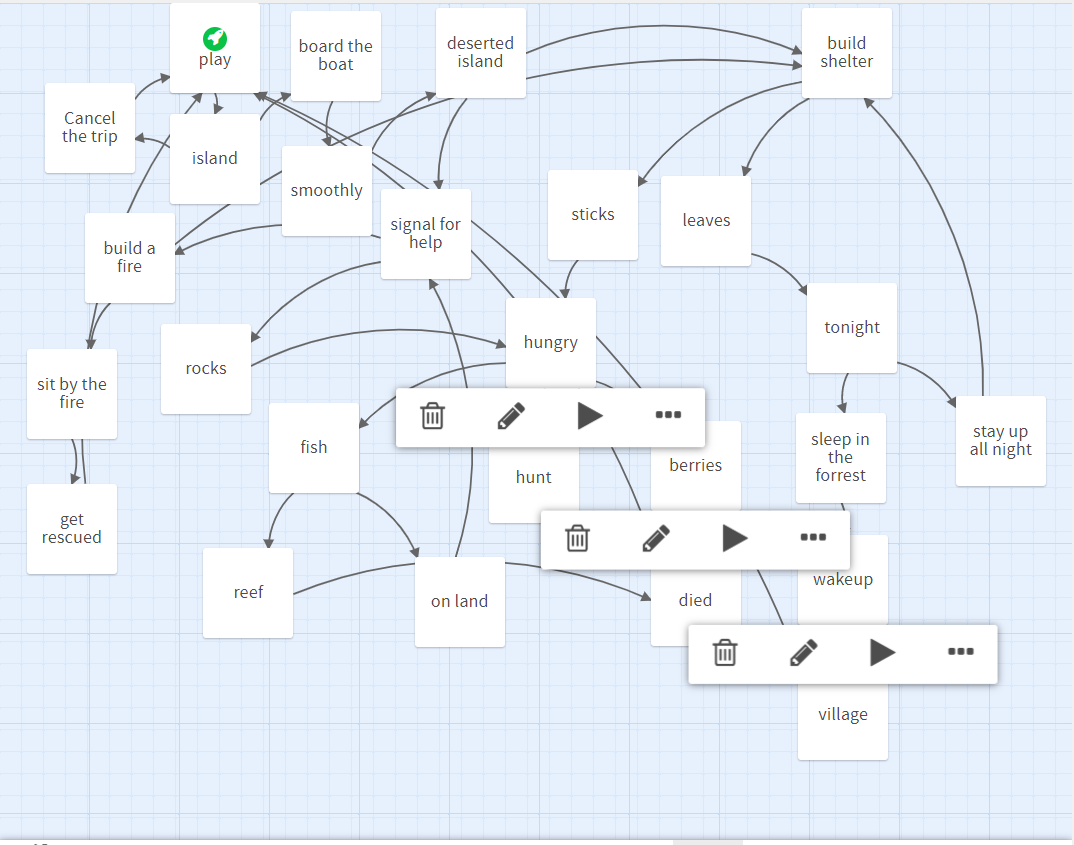 play
board the
boat
deserted
island
build
shelter
Cancel
the trip
island
smoothly
signal for
help
sticks
leaves
build a
fire
rocks
hungry
tonight
sit by the
fire
fish
hunt
berries
sleep in
the
forrest
stay up
all night
get
rescued
reef
on land
died
wakeup
village